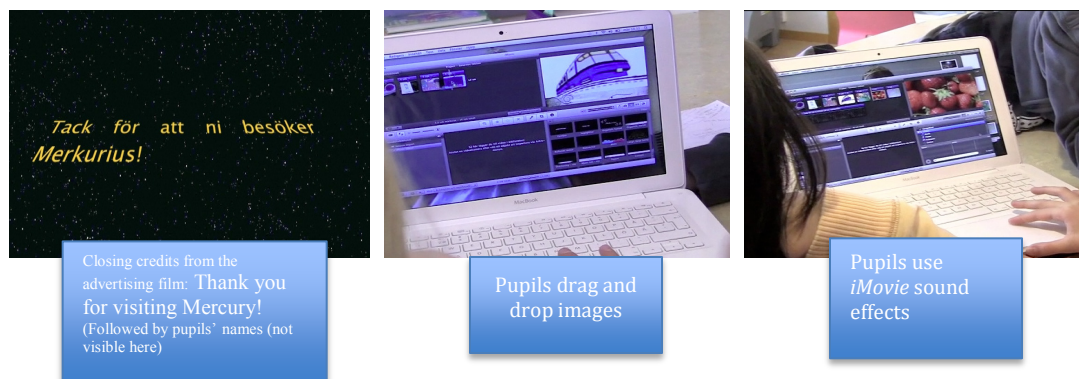 Tack för att ni besöker
Merkurius!
Closing credits from the
advertising film: Thank you
for visiting Mercury!
(Followed by pupils’ names (not
visible here)
MacBook
Pupils drag and
drop images
MacBook
Pupils use
iMovie sound
effects